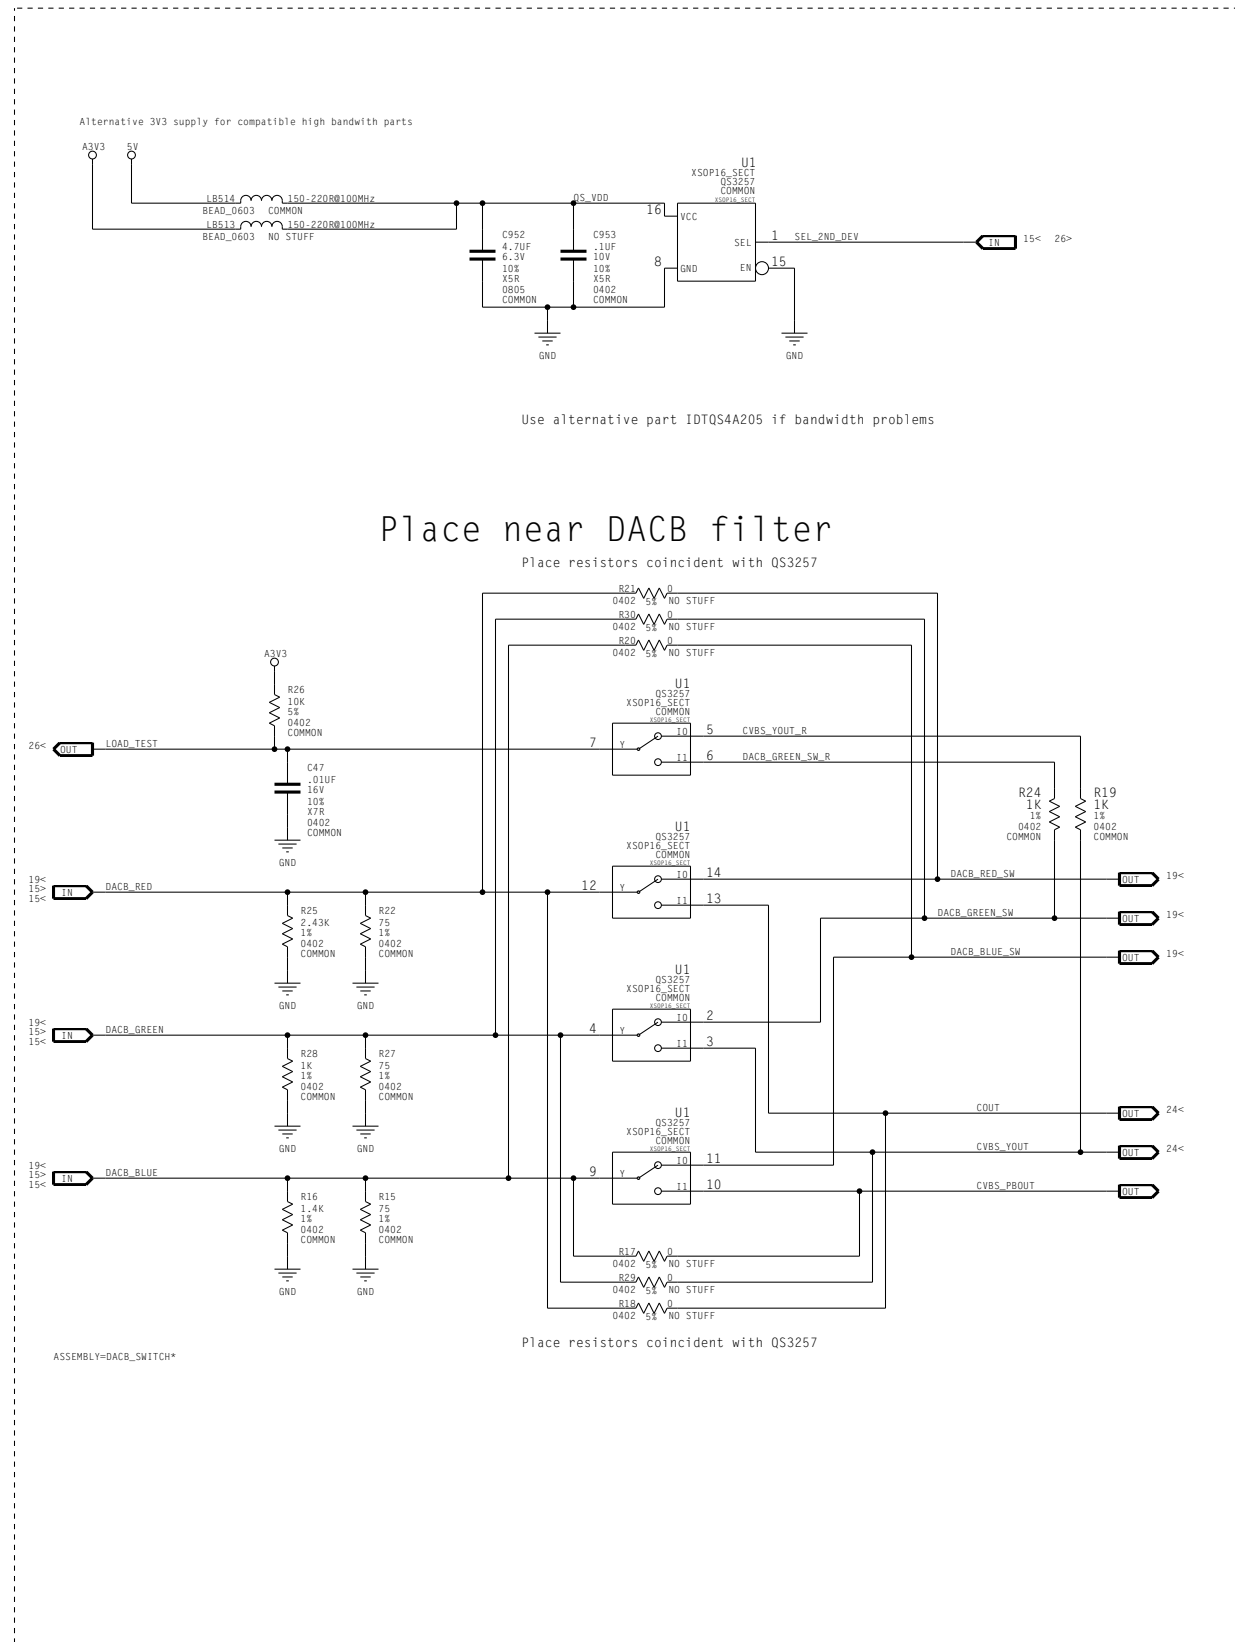 Alternative 3V3 supply for compatible high bandwith parts
A3V3 5V
LB514 150-220R@100MHz
BEAD_0603 COMMON
LB513 150-220R@100MHz
BEAD_0603 NO STUFF
QS_VDD
C952
4.7UF
6.3V
10%
X5R
0805
COMMON
C953
.1UF
10V
10%
X5R
0402
COMMON
GND
U1
XSOP16_SECT
QS3257
COMMON
XSOP16_SECT
16 VCC
8 GND
SEL 1 SEL_2ND_DEV
EN 15
IN 15< 26>
GND
Use alternative part IDTQS4A205 if bandwidth problems
Place near DACB filter
Place resistors coincident with QS3257
R21 0
0402 5% NO STUFF
R30 0
0402 5% NO STUFF
R20 0
0402 5% NO STUFF
A3V3
R26
10K
5%
0402
COMMON
26< OUT LOAD_TEST
C47
.01UF
16V
10%
X7R
0402
COMMON
GND
U1
QS3257
XSOP16_SECT
COMMON
XSOP16_SECT
7 Y I0 5 CVBS_YOUT_R
I1 6 DACB_GREEN_SW_R
R24
1K
1%
0402
COMMON
R19
1K
1%
0402
COMMON
19<
15>
15<
IN DACB_RED
R25
2.43K
1%
0402
COMMON
GND
R22
75
1%
0402
COMMON
GND
U1
QS3257
XSOP16_SECT
COMMON
XSOP16_SECT
12 Y I0 14
I1 13
DACB_RED_SW OUT 19<
DACB_GREEN_SW OUT 19<
DACB_BLUE_SW OUT 19<
19<
15>
15<
IN DACB_GREEN
R28
1K
1%
0402
COMMON
GND
R27
75
1%
0402
COMMON
GND
U1
QS3257
XSOP16_SECT
COMMON
XSOP16_SECT
4 Y I0 2
I1 3
COUT OUT 24<
CVBS_YOUT OUT 24<
CVBS_PBOUT OUT
19<
15>
15<
IN DACB_BLUE
R16
1.4K
1%
0402
COMMON
GND
R15
75
1%
0402
COMMON
GND
U1
QS3257
XSOP16_SECT
COMMON
XSOP16_SECT
9 Y I0 11
I1 10
R17 0
0402 5% NO STUFF
R29 0
0402 5% NO STUFF
R18 0
0402 5% NO STUFF
Place resistors coincident with QS3257
ASSEMBLY=DACB_SWITCH*